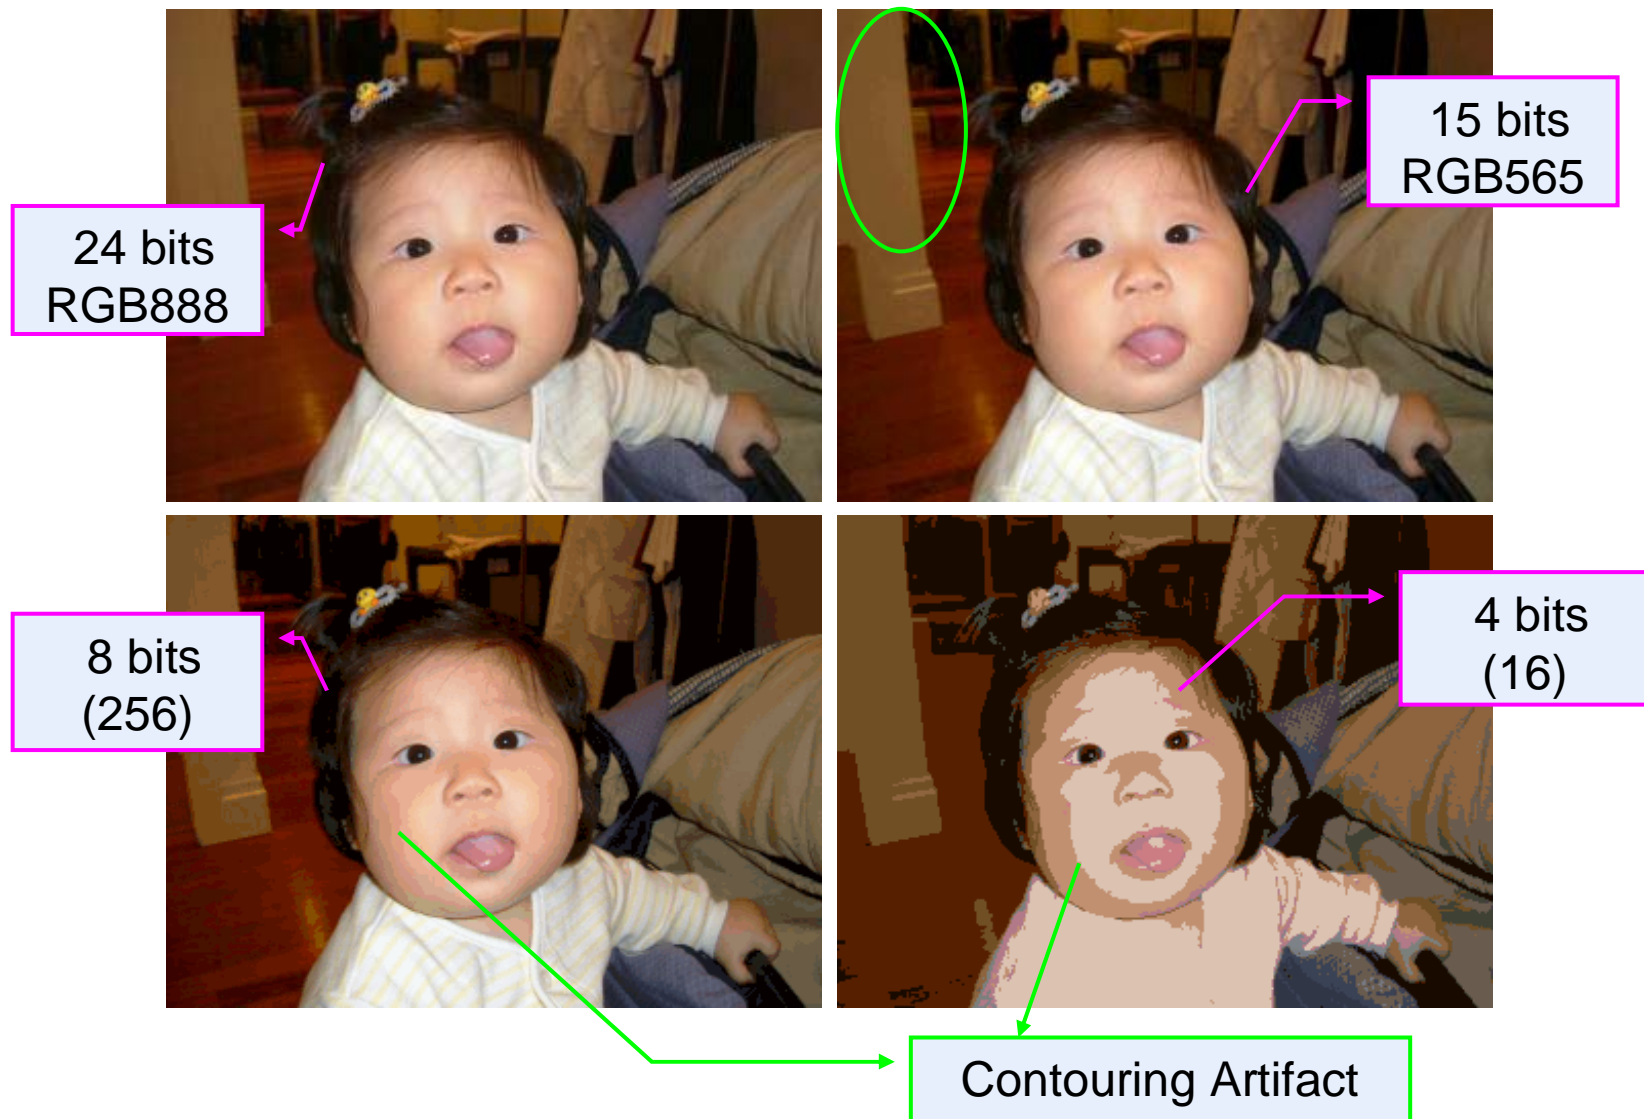 24 bits
RGB888
15 bits
RGB565
8 bits
(256)
4 bits
(16)
Contouring Artifact